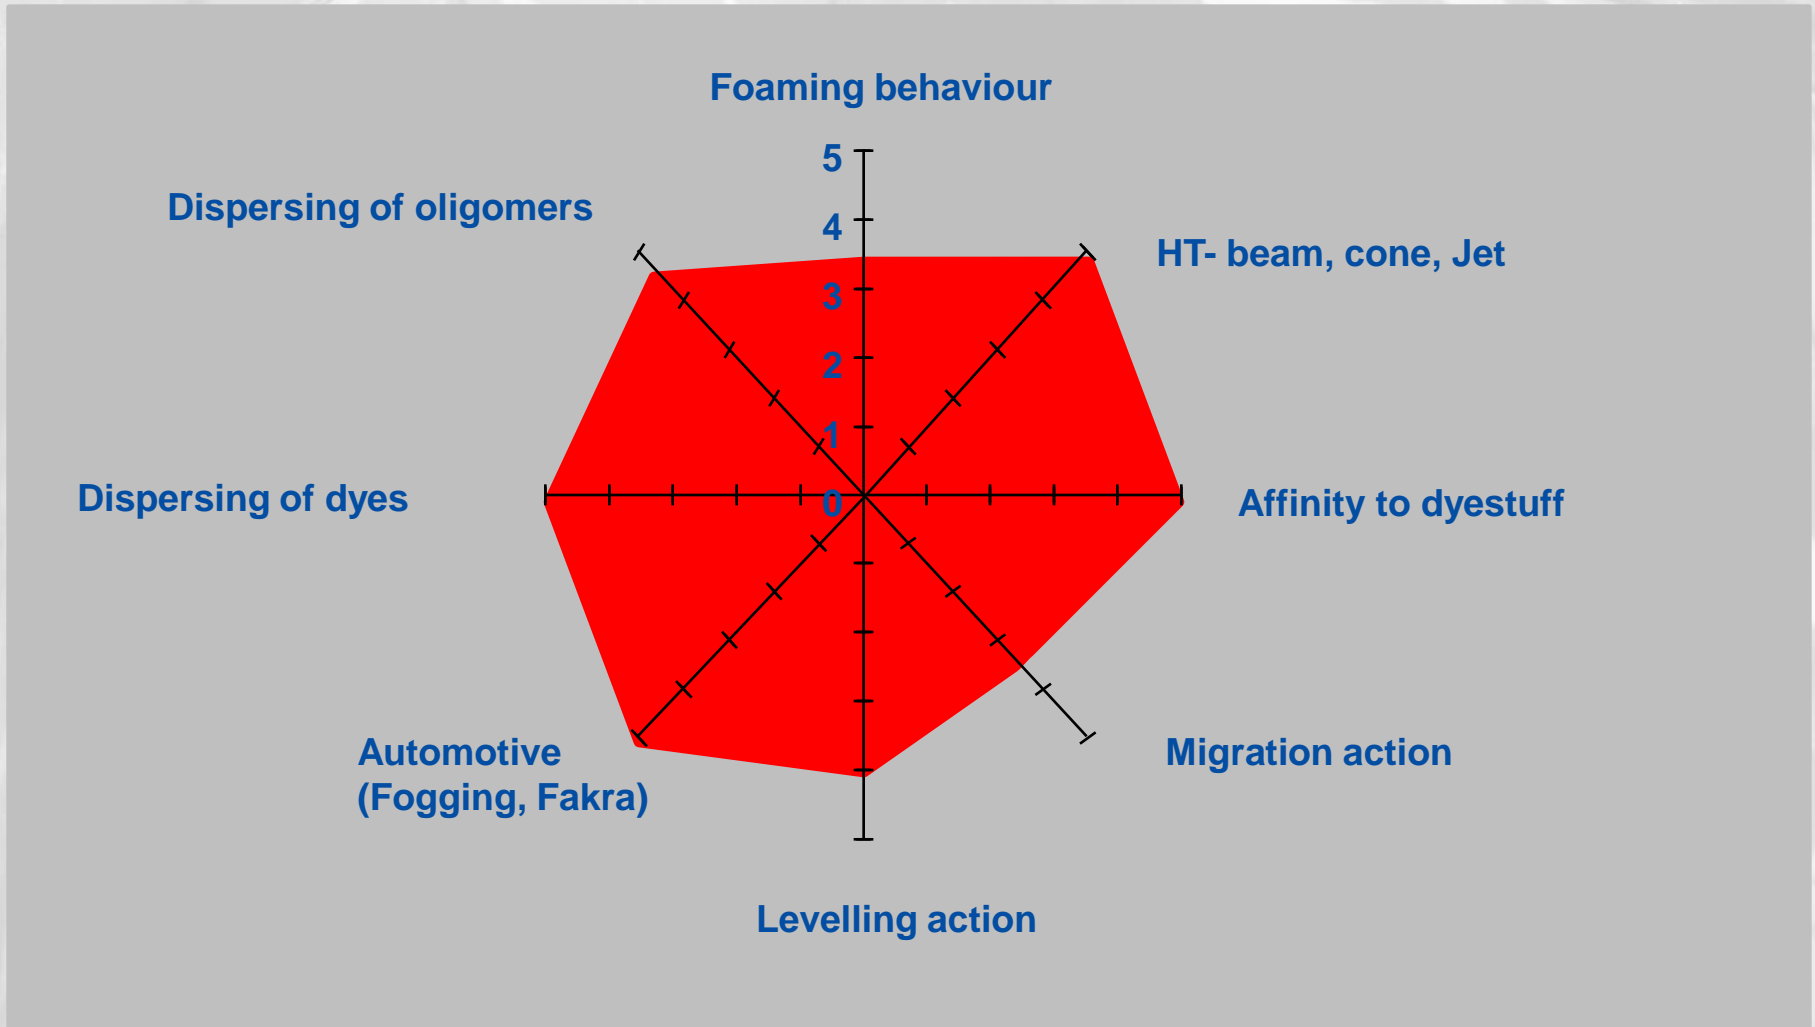 Foaming behaviour
5
Dispersing of oligomers
4
HT- beam, cone, Jet
3
2
1
Dispersing of dyes
0
Affinity to dyestuff
Automotive
(Fogging, Fakra)
Migration action
Levelling action